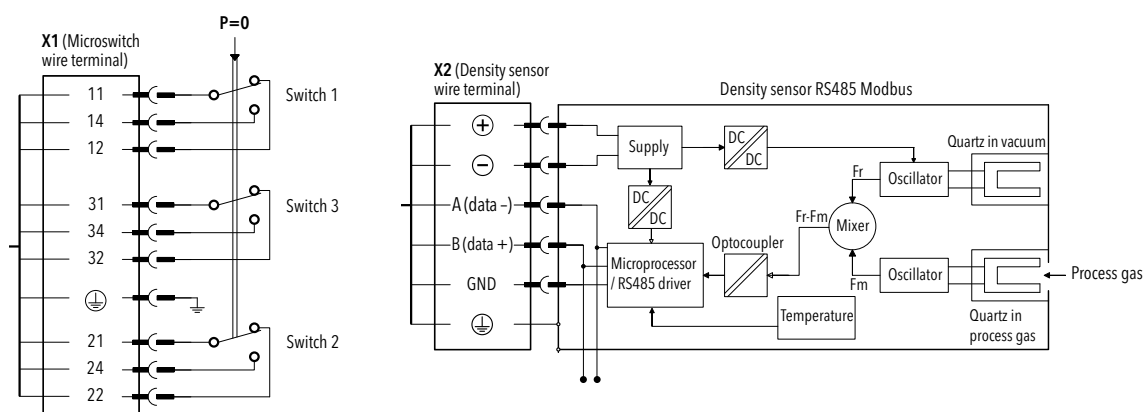 P=0
X1 (Microswitch
wire terminal)
11
14
12
31
34
32
21
24
22
Switch 1
Switch 3
Switch 2
X2 (Density sensor
wire terminal)
+
−
A (data –)
B (data +)
GND
Density sensor RS485 Modbus
Supply
DC
DC
DC
DC
Microprocessor
/ RS485 driver
Optocoupler
Temperature
Fr
Fr-Fm
Fm
Mixer
Oscillator
Oscillator
Quartz in vacuum
Quartz in
process gas
Process gas